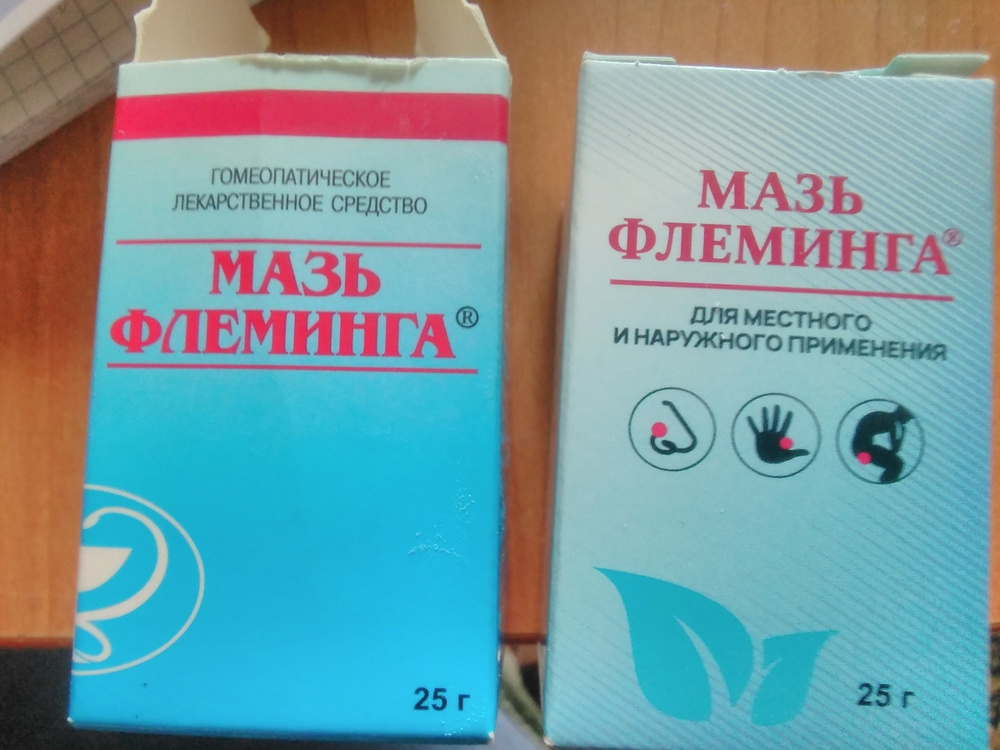 ГОМЕОПАТИЧЕСКОЕ
ЛЕКАРСТВЕННОЕ СРЕДСТВО
МАЗЬ
ФЛЕМИНГА®
25 г
МАЗЬ
ФЛЕМИНГА®
ДЛЯ МЕСТНОГО
И НАРУЖНОГО ПРИМЕНЕНИЯ
25 г